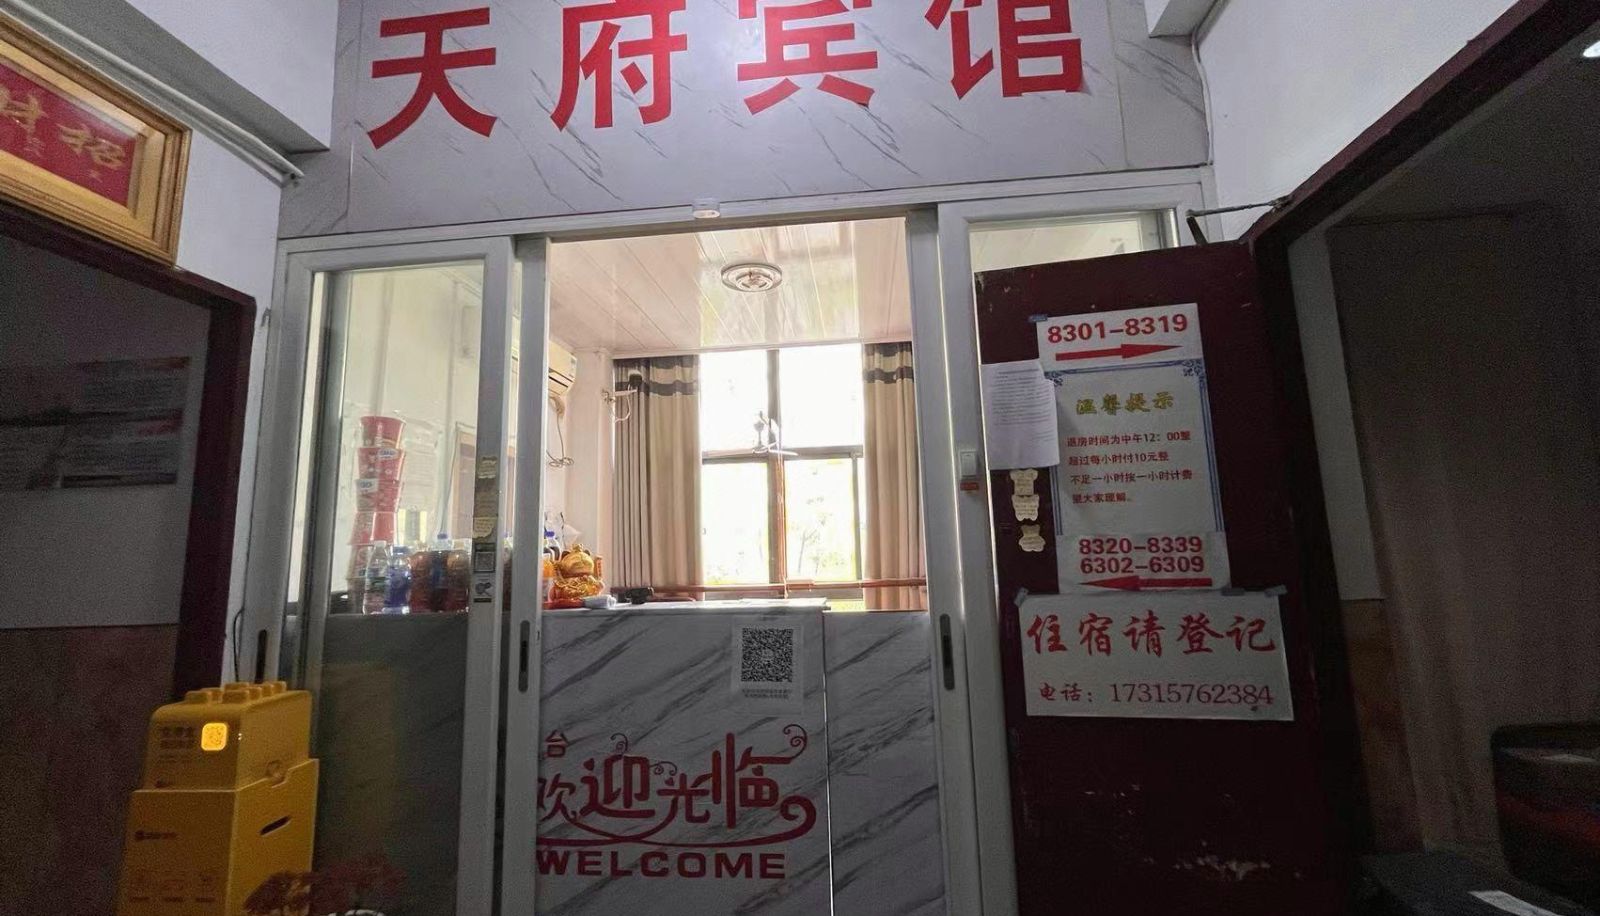 天府宾馆
招
8301-8319
温馨提示
退房时间为中午12：00整
超过每小时付10元整
不足一小时按一小时计费
望大家理解。
8320-8339
6302-6309
住宿请登记
电话：17315762384
台
欢迎光临
WELCOME